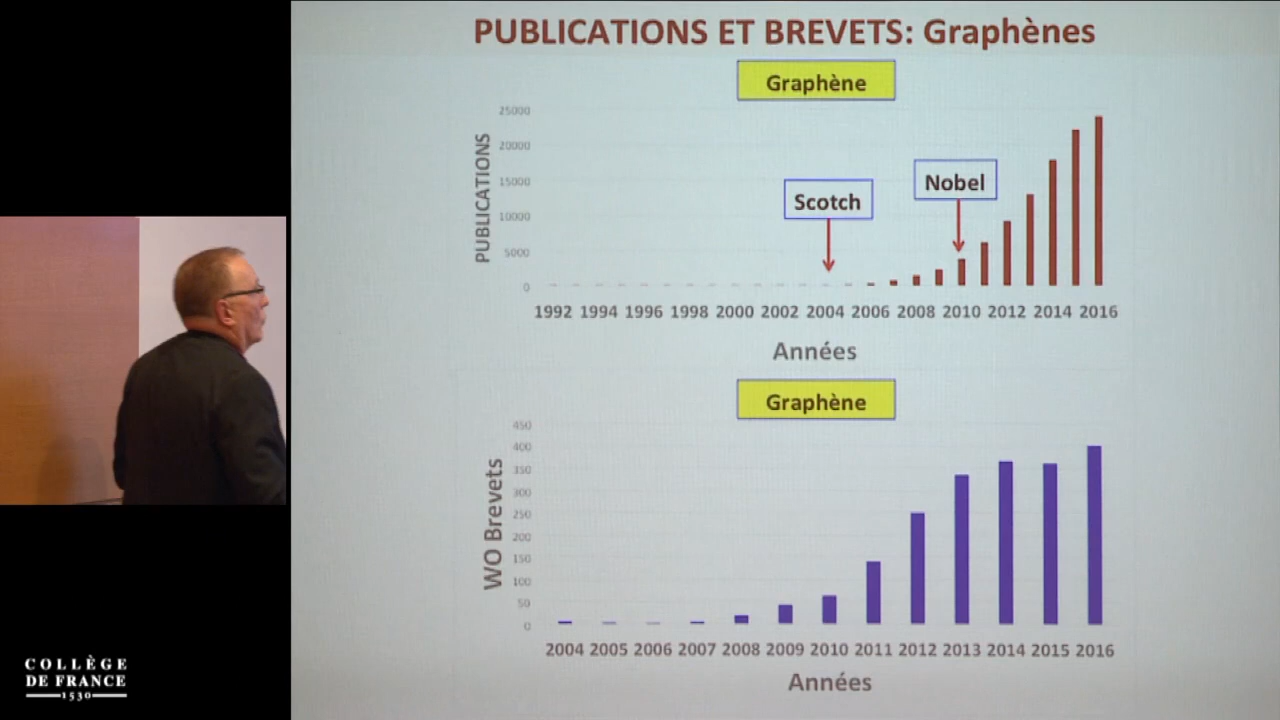 PUBLICATIONS ET BREVETS: Graphènes
Graphène
PUBLICATIONS
25000
20000
15000
10000
5000
0
Scotch
Nobel
1992 1994 1996 1998 2000 2002 2004 2006 2008 2010 2012 2014 2016
Années
Graphène
WO Brevets
450
400
350
300
250
200
150
100
50
0
2004 2005 2006 2007 2008 2009 2010 2011 2012 2013 2014 2015 2016
Années
COLLÈGE
DE FRANCE
1530